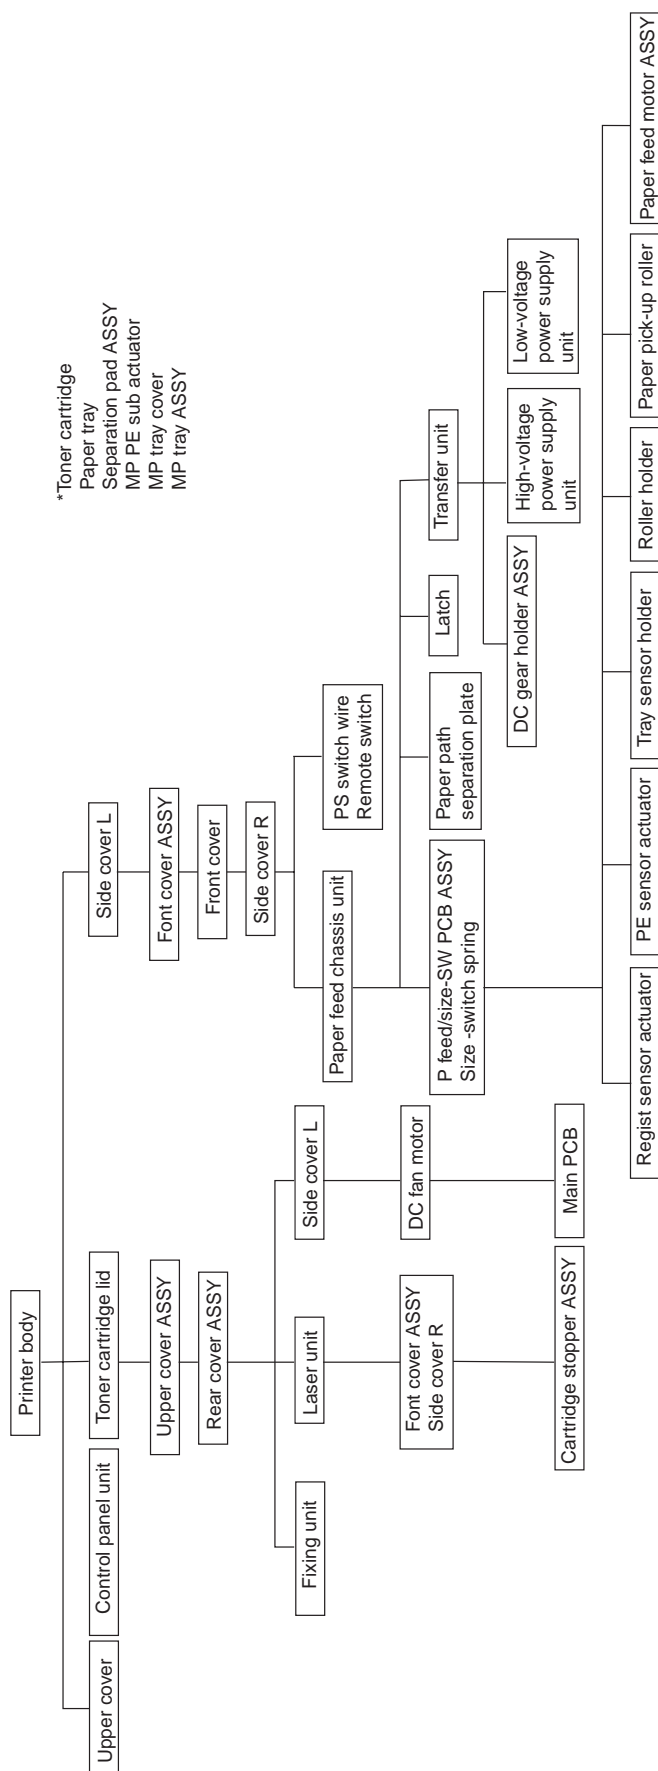 Printer body
Upper cover
Control panel unit
Toner cartridge lid
Side cover L
*Toner cartridge
Paper tray
Separation pad ASSY
MP PE sub actuator
MP tray cover
MP tray ASSY
Upper cover ASSY
Font cover ASSY
Rear cover ASSY
Front cover
Side cover R
Fixing unit
Laser unit
Side cover L
Paper feed chassis unit
PS switch wire
Remote switch
Font cover ASSY
Side cover R
DC fan motor
P feed/size-SW PCB ASSY
Size -switch spring
Paper path
separation plate
Latch
Transfer unit
DC gear holder ASSY
High-voltage
power supply
unit
Low-voltage
power supply
unit
Cartridge stopper ASSY
Main PCB
Regist sensor actuator
PE sensor actuator
Tray sensor holder
Roller holder
Paper pick-up roller
Paper feed motor ASSY